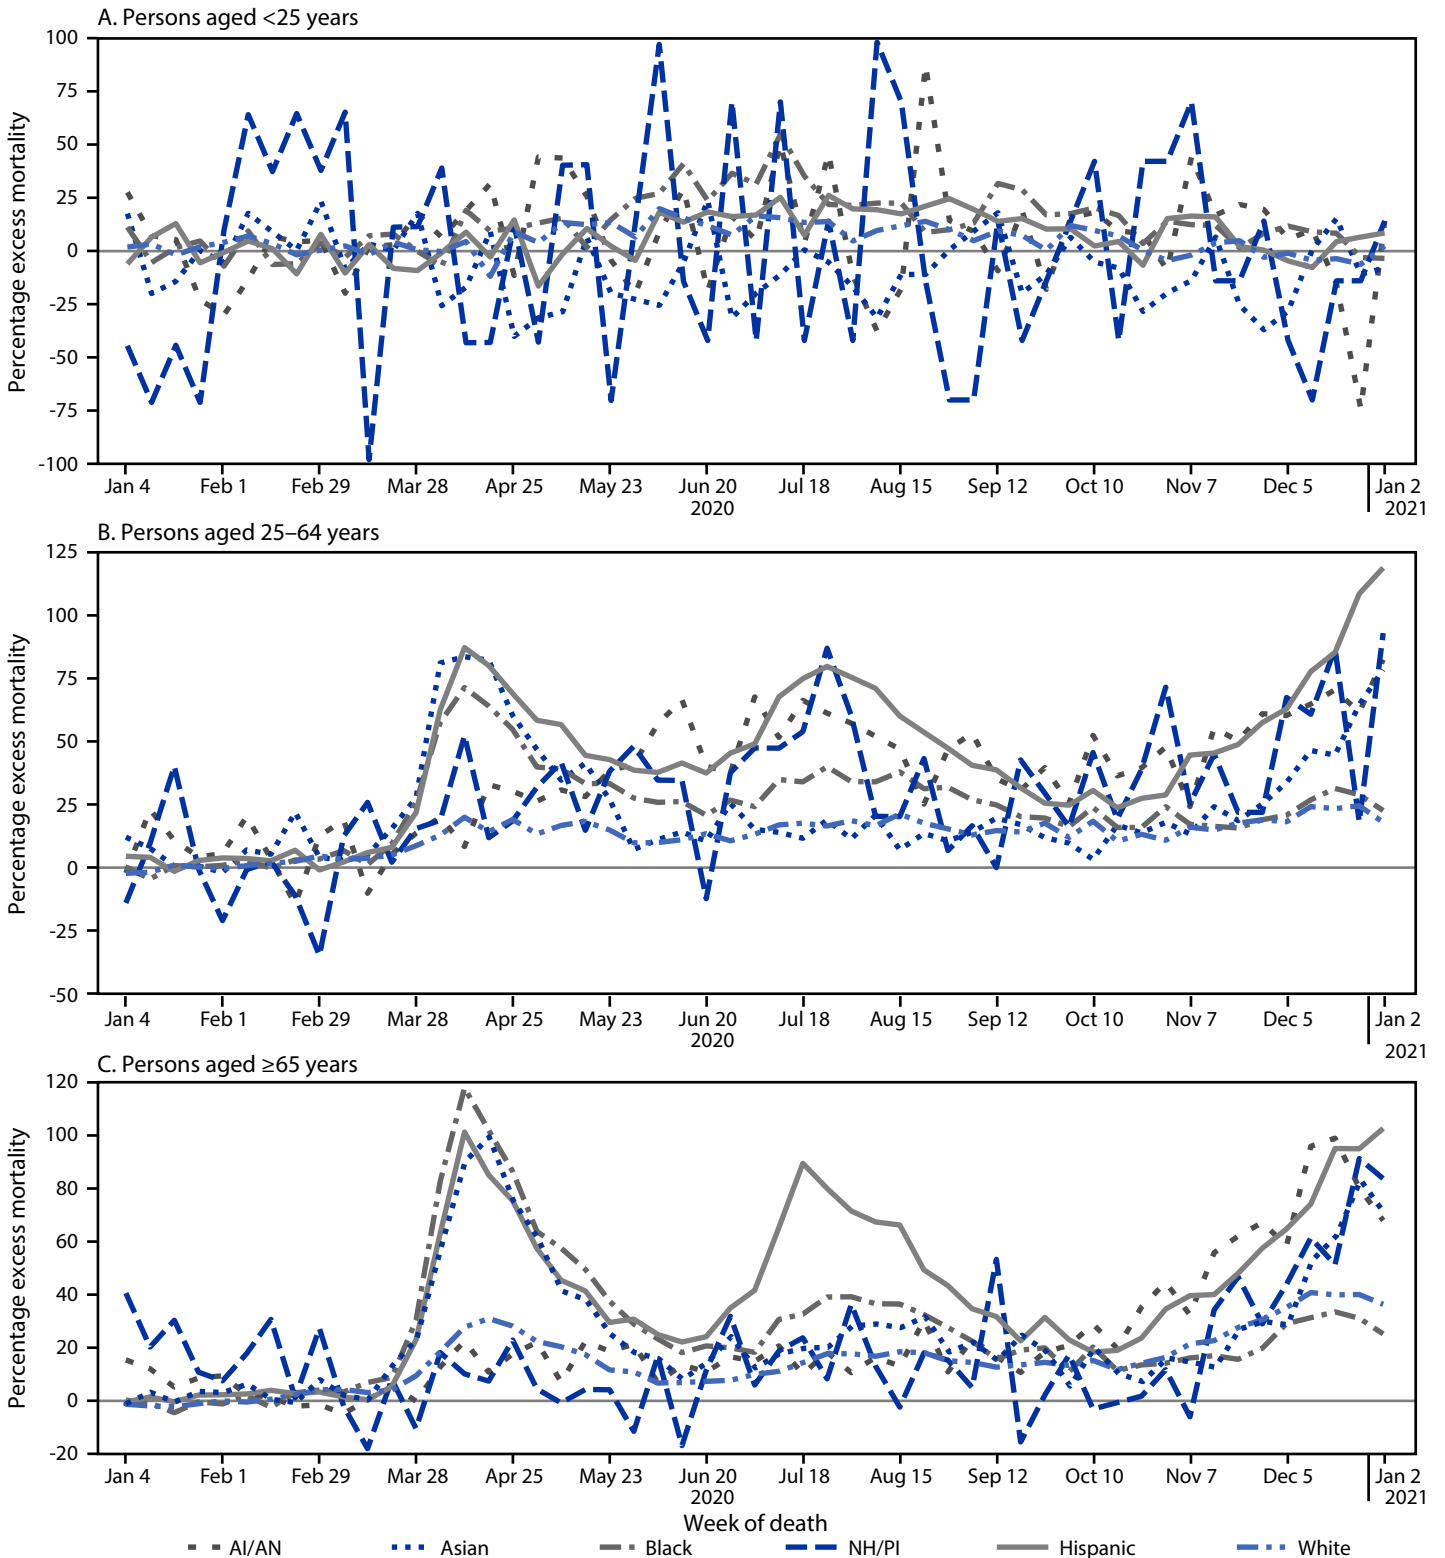 A. Persons aged <25 years
Percentage excess mortality
100
75
50
25
0
-25
-50
-75
-100
Jan 4 Feb 1 Feb 29 Mar 28 Apr 25 May 23 Jun 20 Jul 18 Aug 15 Sep 12 Oct 10 Nov 7 Dec 5 Jan 2
2020 2021
B. Persons aged 25–64 years
Percentage excess mortality
125
100
75
50
25
0
-25
-50
Jan 4 Feb 1 Feb 29 Mar 28 Apr 25 May 23 Jun 20 Jul 18 Aug 15 Sep 12 Oct 10 Nov 7 Dec 5 Jan 2
2020 2021
C. Persons aged ≥65 years
Percentage excess mortality
120
100
80
60
40
20
0
-20
Jan 4 Feb 1 Feb 29 Mar 28 Apr 25 May 23 Jun 20 Jul 18 Aug 15 Sep 12 Oct 10 Nov 7 Dec 5 Jan 2
2020 2021
Week of death
AI/AN Asian Black NH/PI Hispanic White